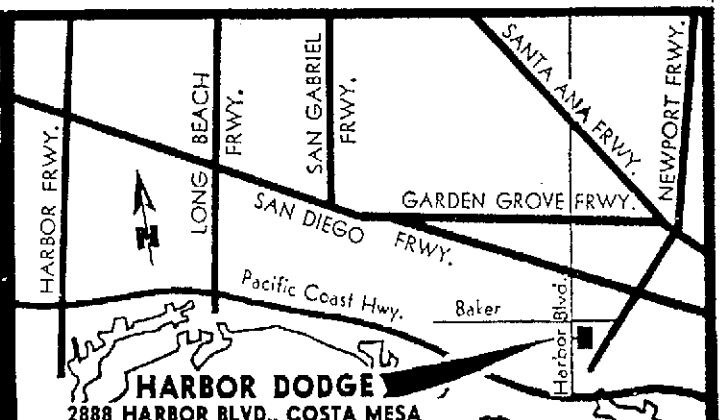 HARBOR FRWY.
LONG BEACH
FRWY.
SAN GABRIEL
FRWY.
SANTA ANA FRWY.
NEWPORT FRWY.
N
SAN DIEGO FRWY.
GARDEN GROVE FRWY.
Pacific Coast Hwy.
Baker
Harbor Blvd.
HARBOR DODGE
2888 HARBOR BLVD., COSTA MESA